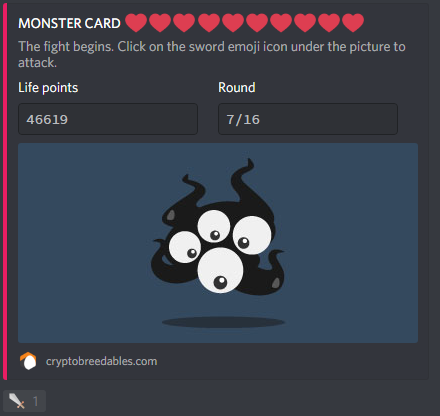 MONSTER CARD ❤️❤️❤️❤️❤️❤️❤️❤️❤️❤️
The fight begins. Click on the sword emoji icon under the picture to
attack.
Life points Round
46619 7/16
cryptobreedables.com
1